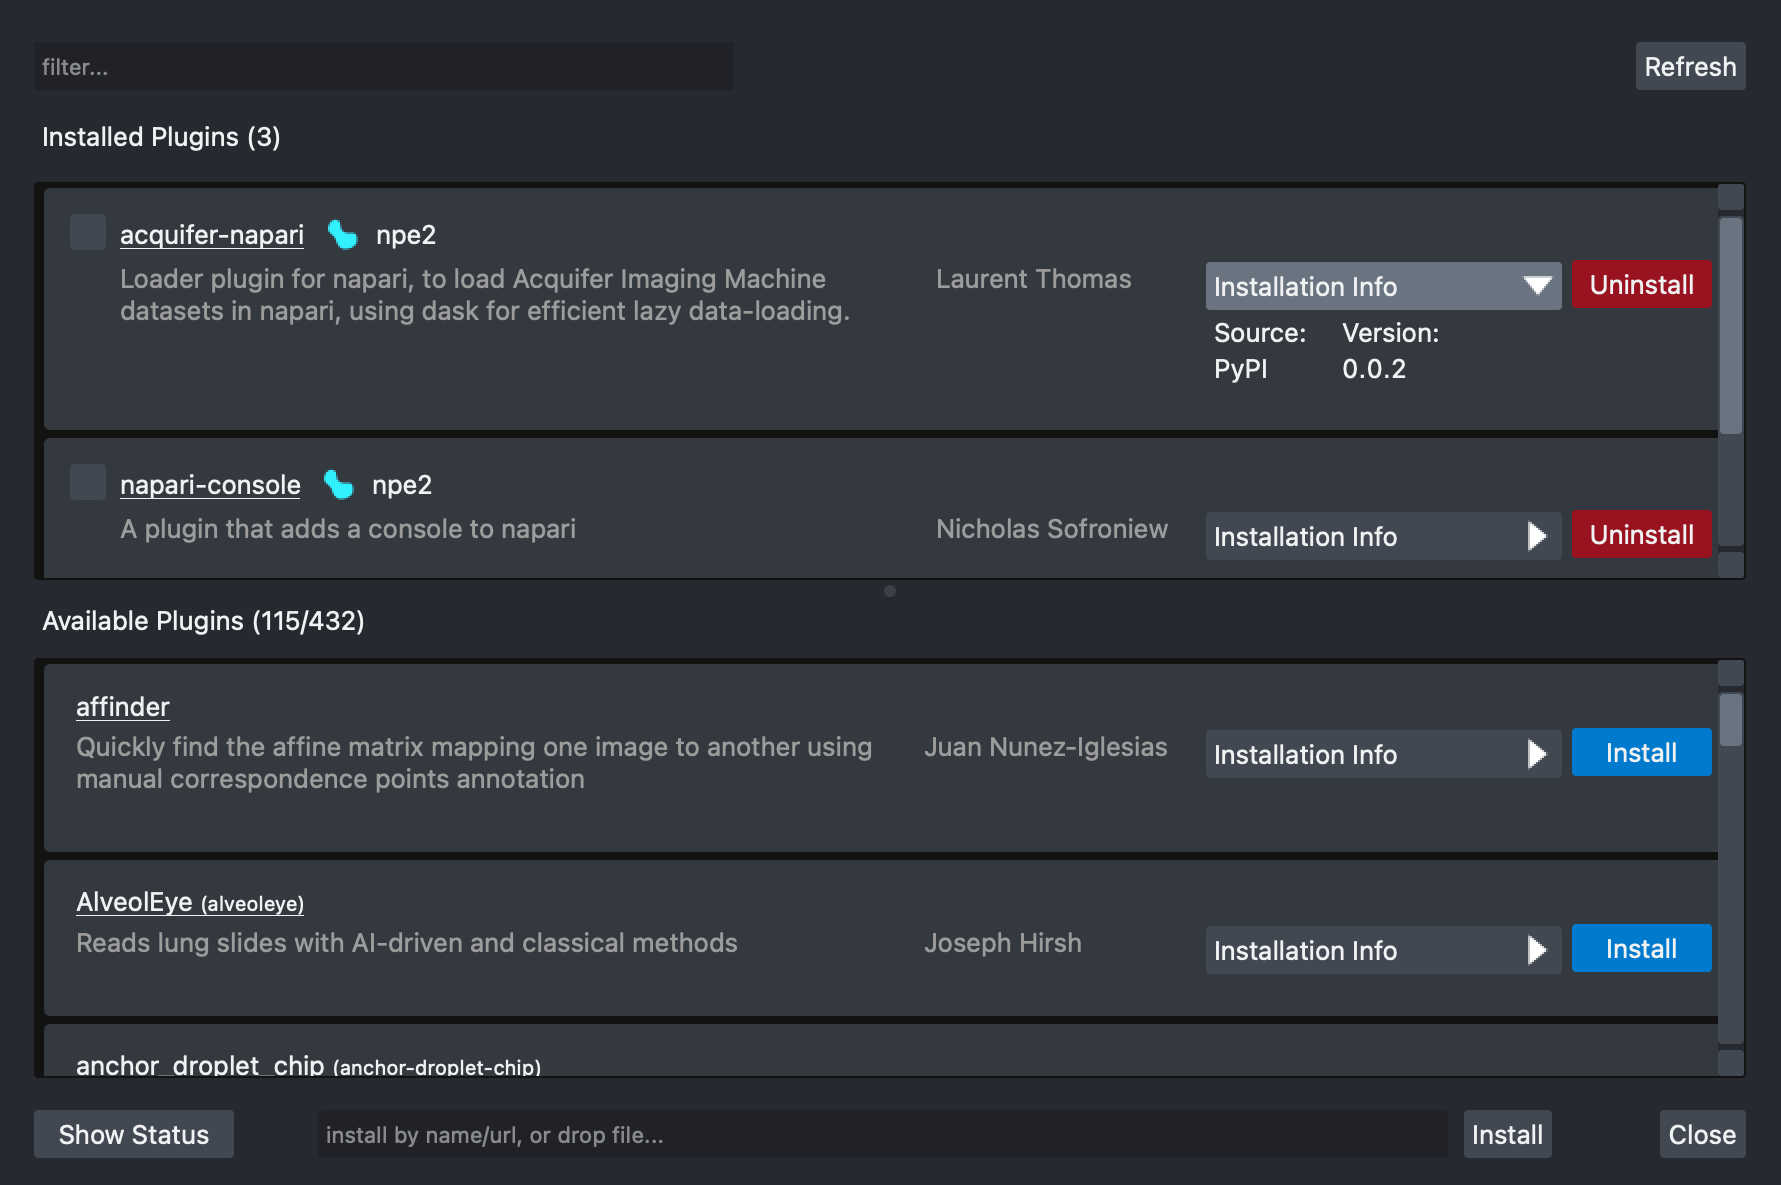 filter...
Refresh
Installed Plugins (3)
acquifer-napari npe2
Loader plugin for napari, to load Acquifer Imaging Machine
datasets in napari, using dask for efficient lazy data-loading.
Laurent Thomas
Installation Info
Uninstall
Source: Version:
PyPI 0.0.2
napari-console npe2
A plugin that adds a console to napari
Nicholas Sofroniew
Installation Info
Uninstall
Available Plugins (115/432)
affinder
Quickly find the affine matrix mapping one image to another using
manual correspondence points annotation
Juan Nunez-Iglesias
Installation Info
Install
AlveolEye (alveoleye)
Reads lung slides with AI-driven and classical methods
Joseph Hirsh
Installation Info
Install
anchor_droplet_chip (anchor-droplet-chip)
Show Status
install by name/url, or drop file...
Install
Close